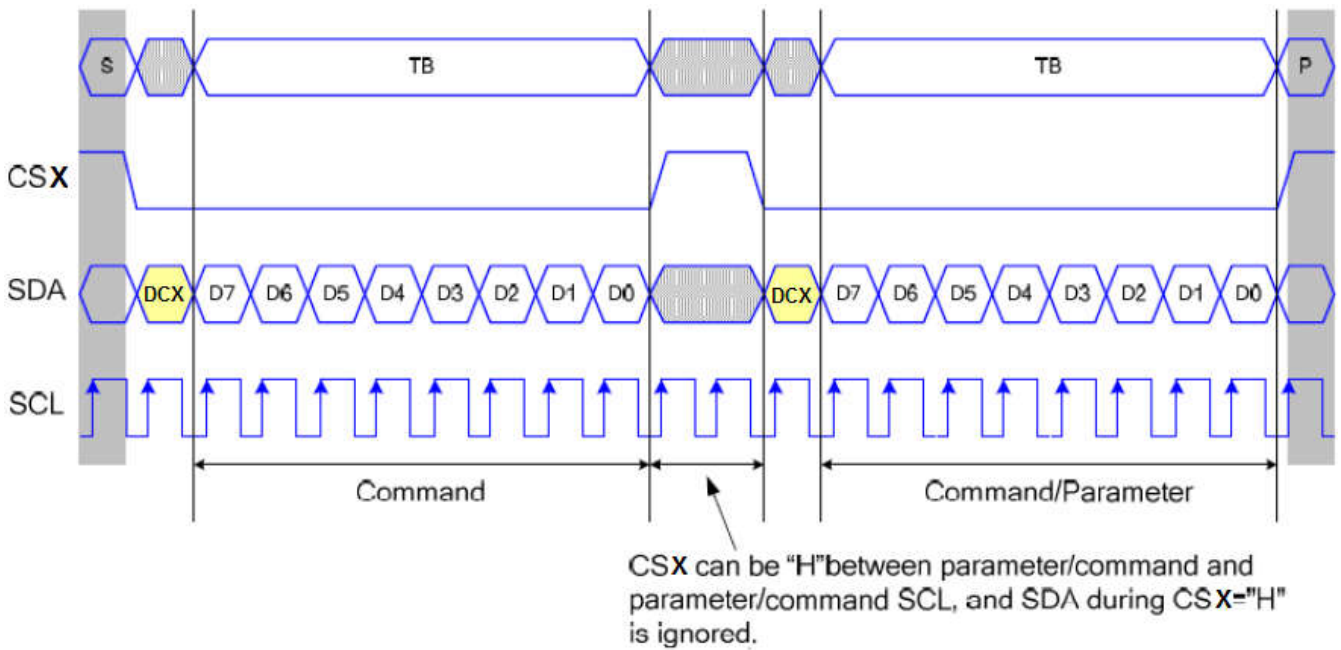 S TB TB P
CSX
SDA DCX D7 D6 D5 D4 D3 D2 D1 D0 DCX D7 D6 D5 D4 D3 D2 D1 D0
SCL
Command Command/Parameter
CSX can be “H”between parameter/command and
parameter/command SCL, and SDA during CSX="H"
is ignored.